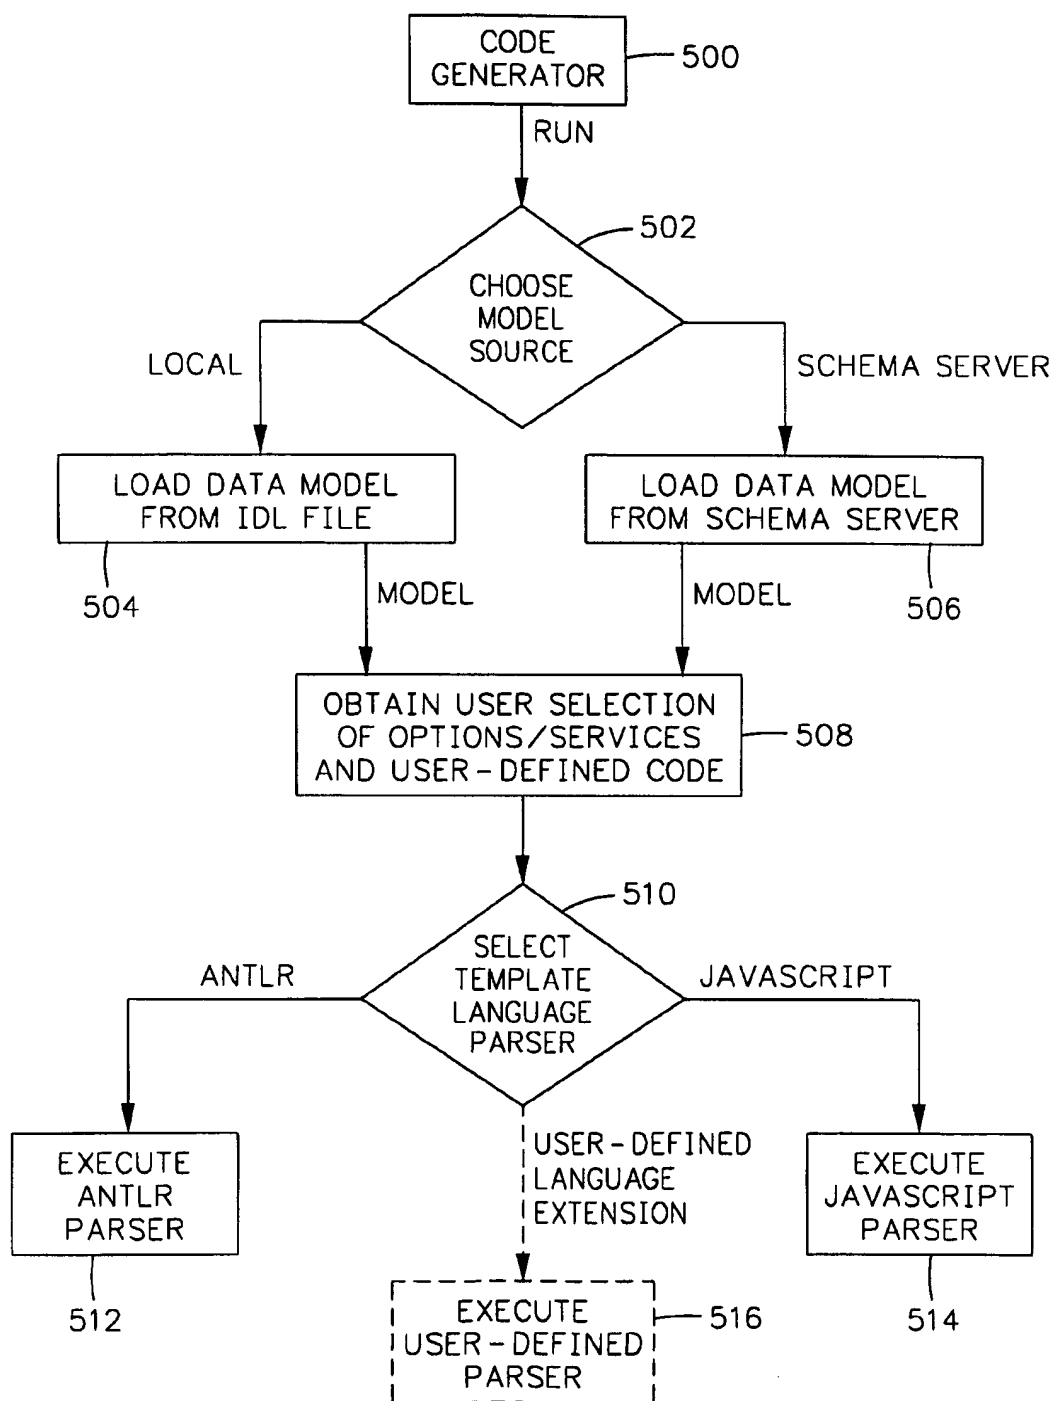 CODE
GENERATOR
500
RUN
502
CHOOSE
MODEL
SOURCE
LOCAL
SCHEMA SERVER
LOAD DATA MODEL
FROM IDL FILE
LOAD DATA MODEL
FROM SCHEMA SERVER
504
MODEL
MODEL
506
OBTAIN USER SELECTION
OF OPTIONS/SERVICES
AND USER-DEFINED CODE
508
510
SELECT
TEMPLATE
LANGUAGE
PARSER
ANTLR
JAVASCRIPT
USER-DEFINED
LANGUAGE
EXTENSION
EXECUTE
ANTLR
PARSER
EXECUTE
JAVASCRIPT
PARSER
512
514
EXECUTE
USER-DEFINED
PARSER
516